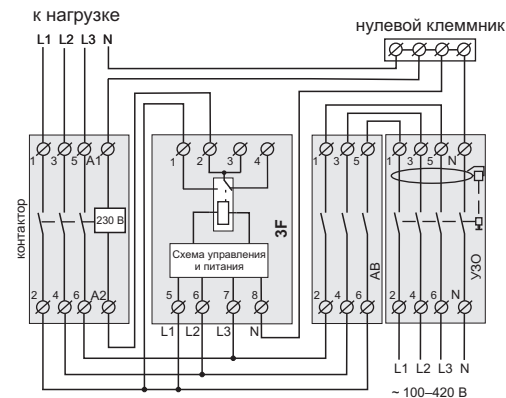 к нагрузке
L1 L2 L3 N
нулевой клеммник
1 3 5 A1
1 2 3 4
1 3 5
1 3 5 N
контактор
230 В
3F
Схема управления
и питания
АВ
УЗО
2 4 6 A2
5 6 7 8
2 4 6
2 4 6 N
L1 L2 L3 N
L1 L2 L3 N
~ 100–420 В